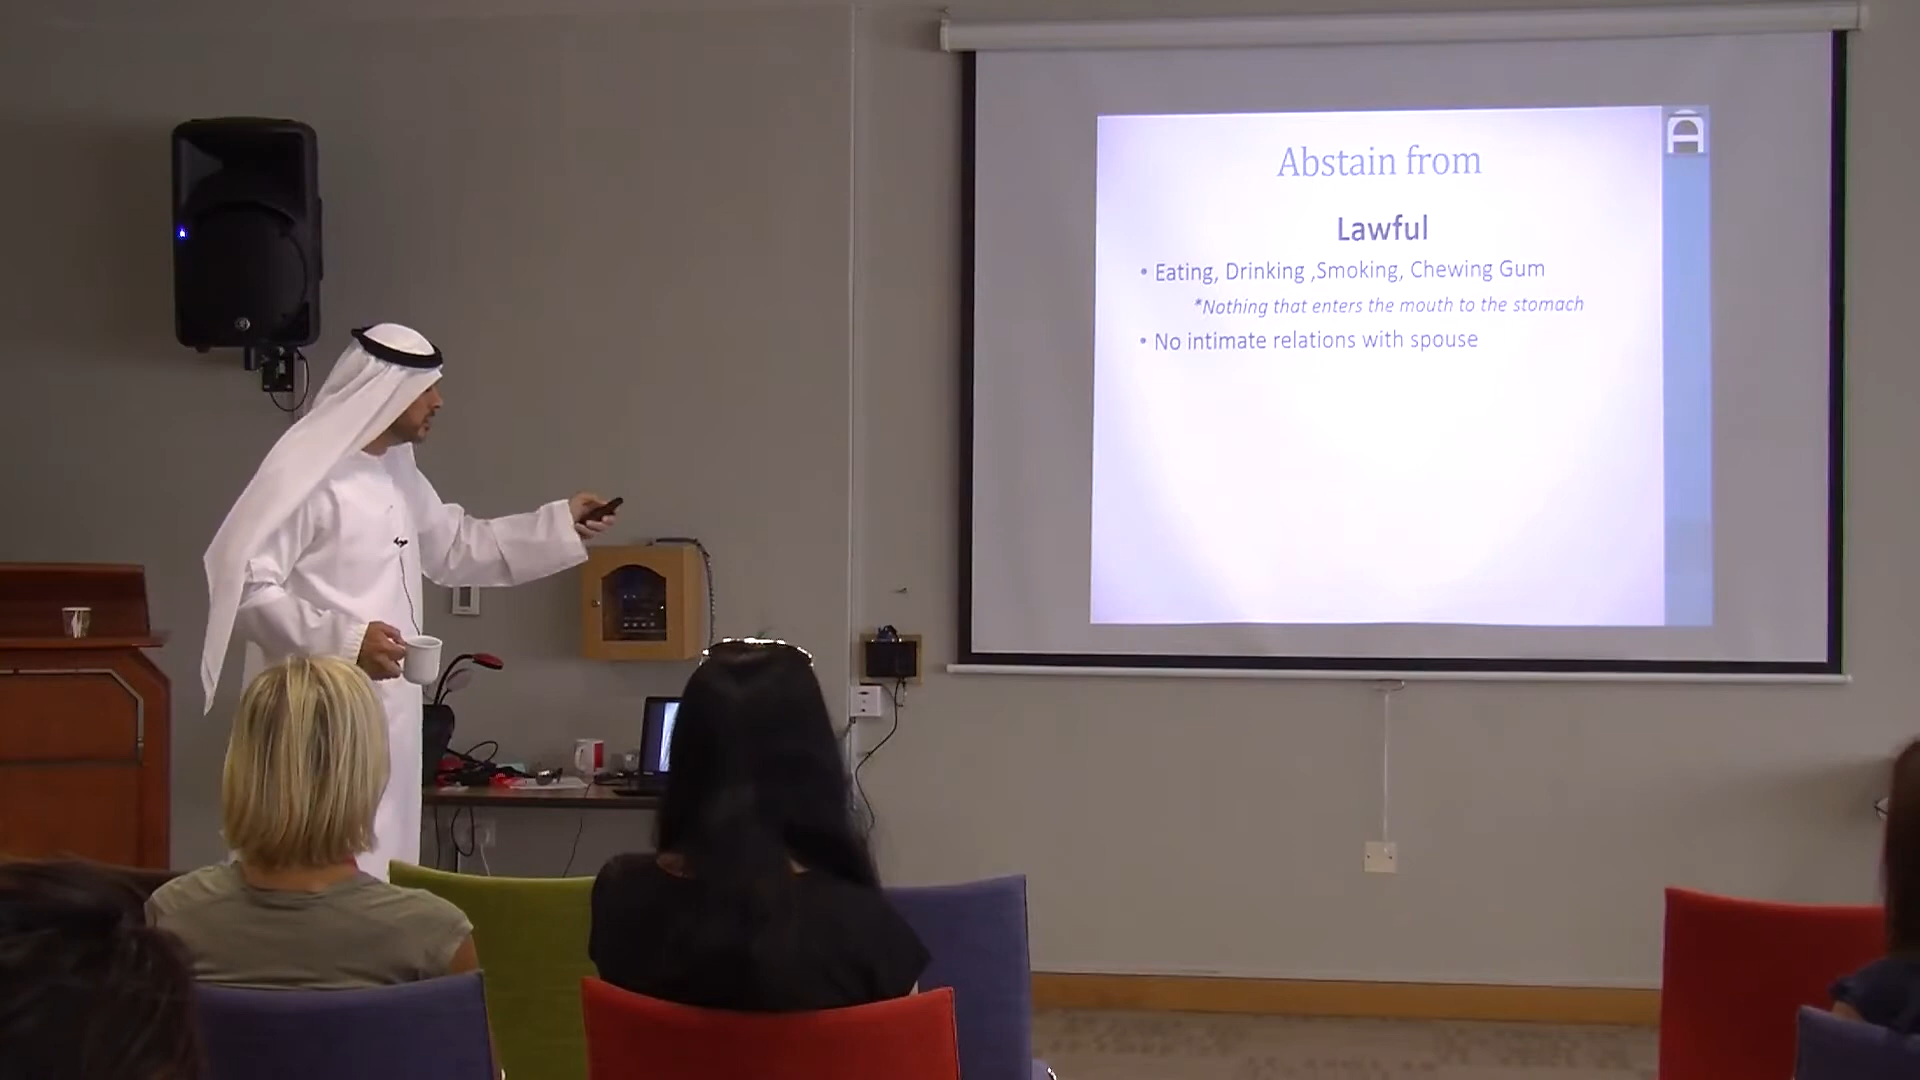 Abstain from
Lawful
• Eating, Drinking ,Smoking, Chewing Gum
*Nothing that enters the mouth to the stomach
• No intimate relations with spouse